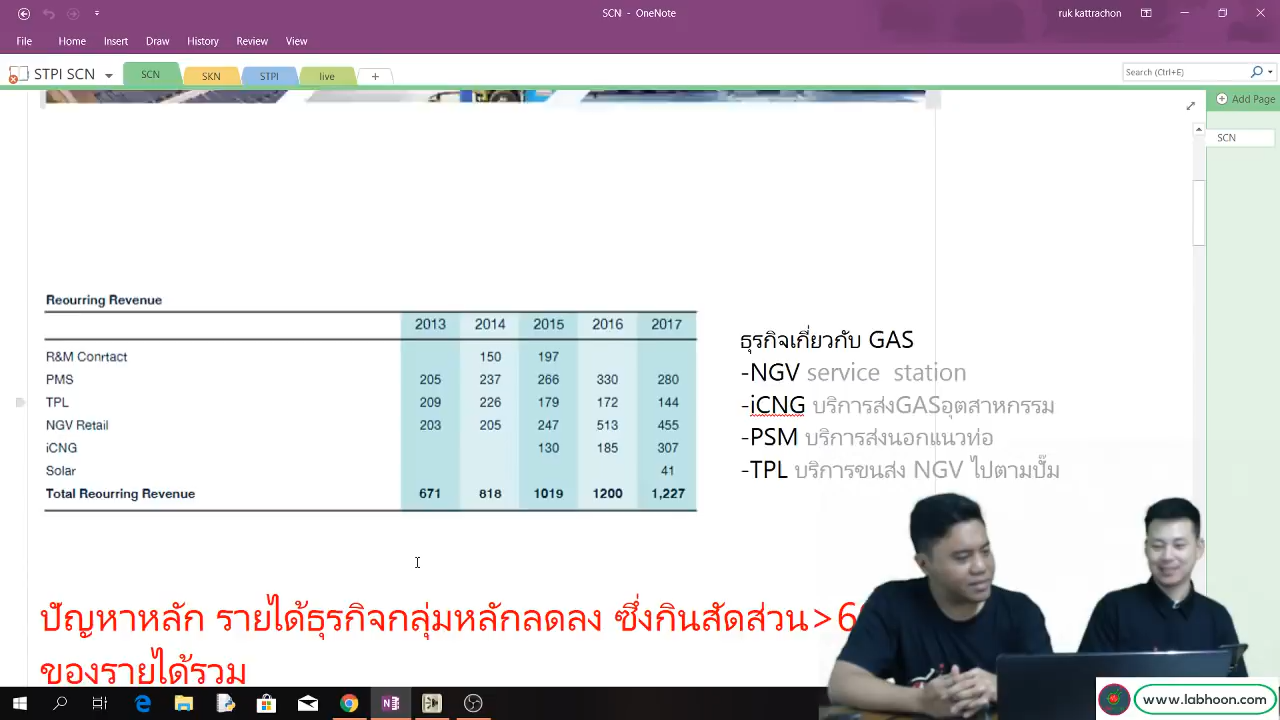 SCN - OneNote
ruk kattrachon
File Home Insert Draw History Review View
STPI SCN
SCN
SKN
STPI
live
Search (Ctrl+E)
Add Page
SCN
Reourring Revenue
2013 2014 2015 2016 2017
R&M Conrtact 150 197
PMS 205 237 266 330 280
TPL 209 226 179 172 144
NGV Retail 203 205 247 513 455
iCNG 130 185 307
Solar 41
Total Reourring Revenue 671 818 1019 1200 1,227
ธุรกิจเกี่ยวกับ GAS
-NGV service station
-iCNG บริการส่งGASอุตสาหกรรม
-PSM บริการส่งนอกแนวท่อ
-TPL บริการขนส่ง NGV ไปตามปั๊ม
ปัญหาหลัก รายได้ธุรกิจกลุ่มหลักลดลง ซึ่งกินสัดส่วน>6
ของรายได้รวม
www.labhoon.com